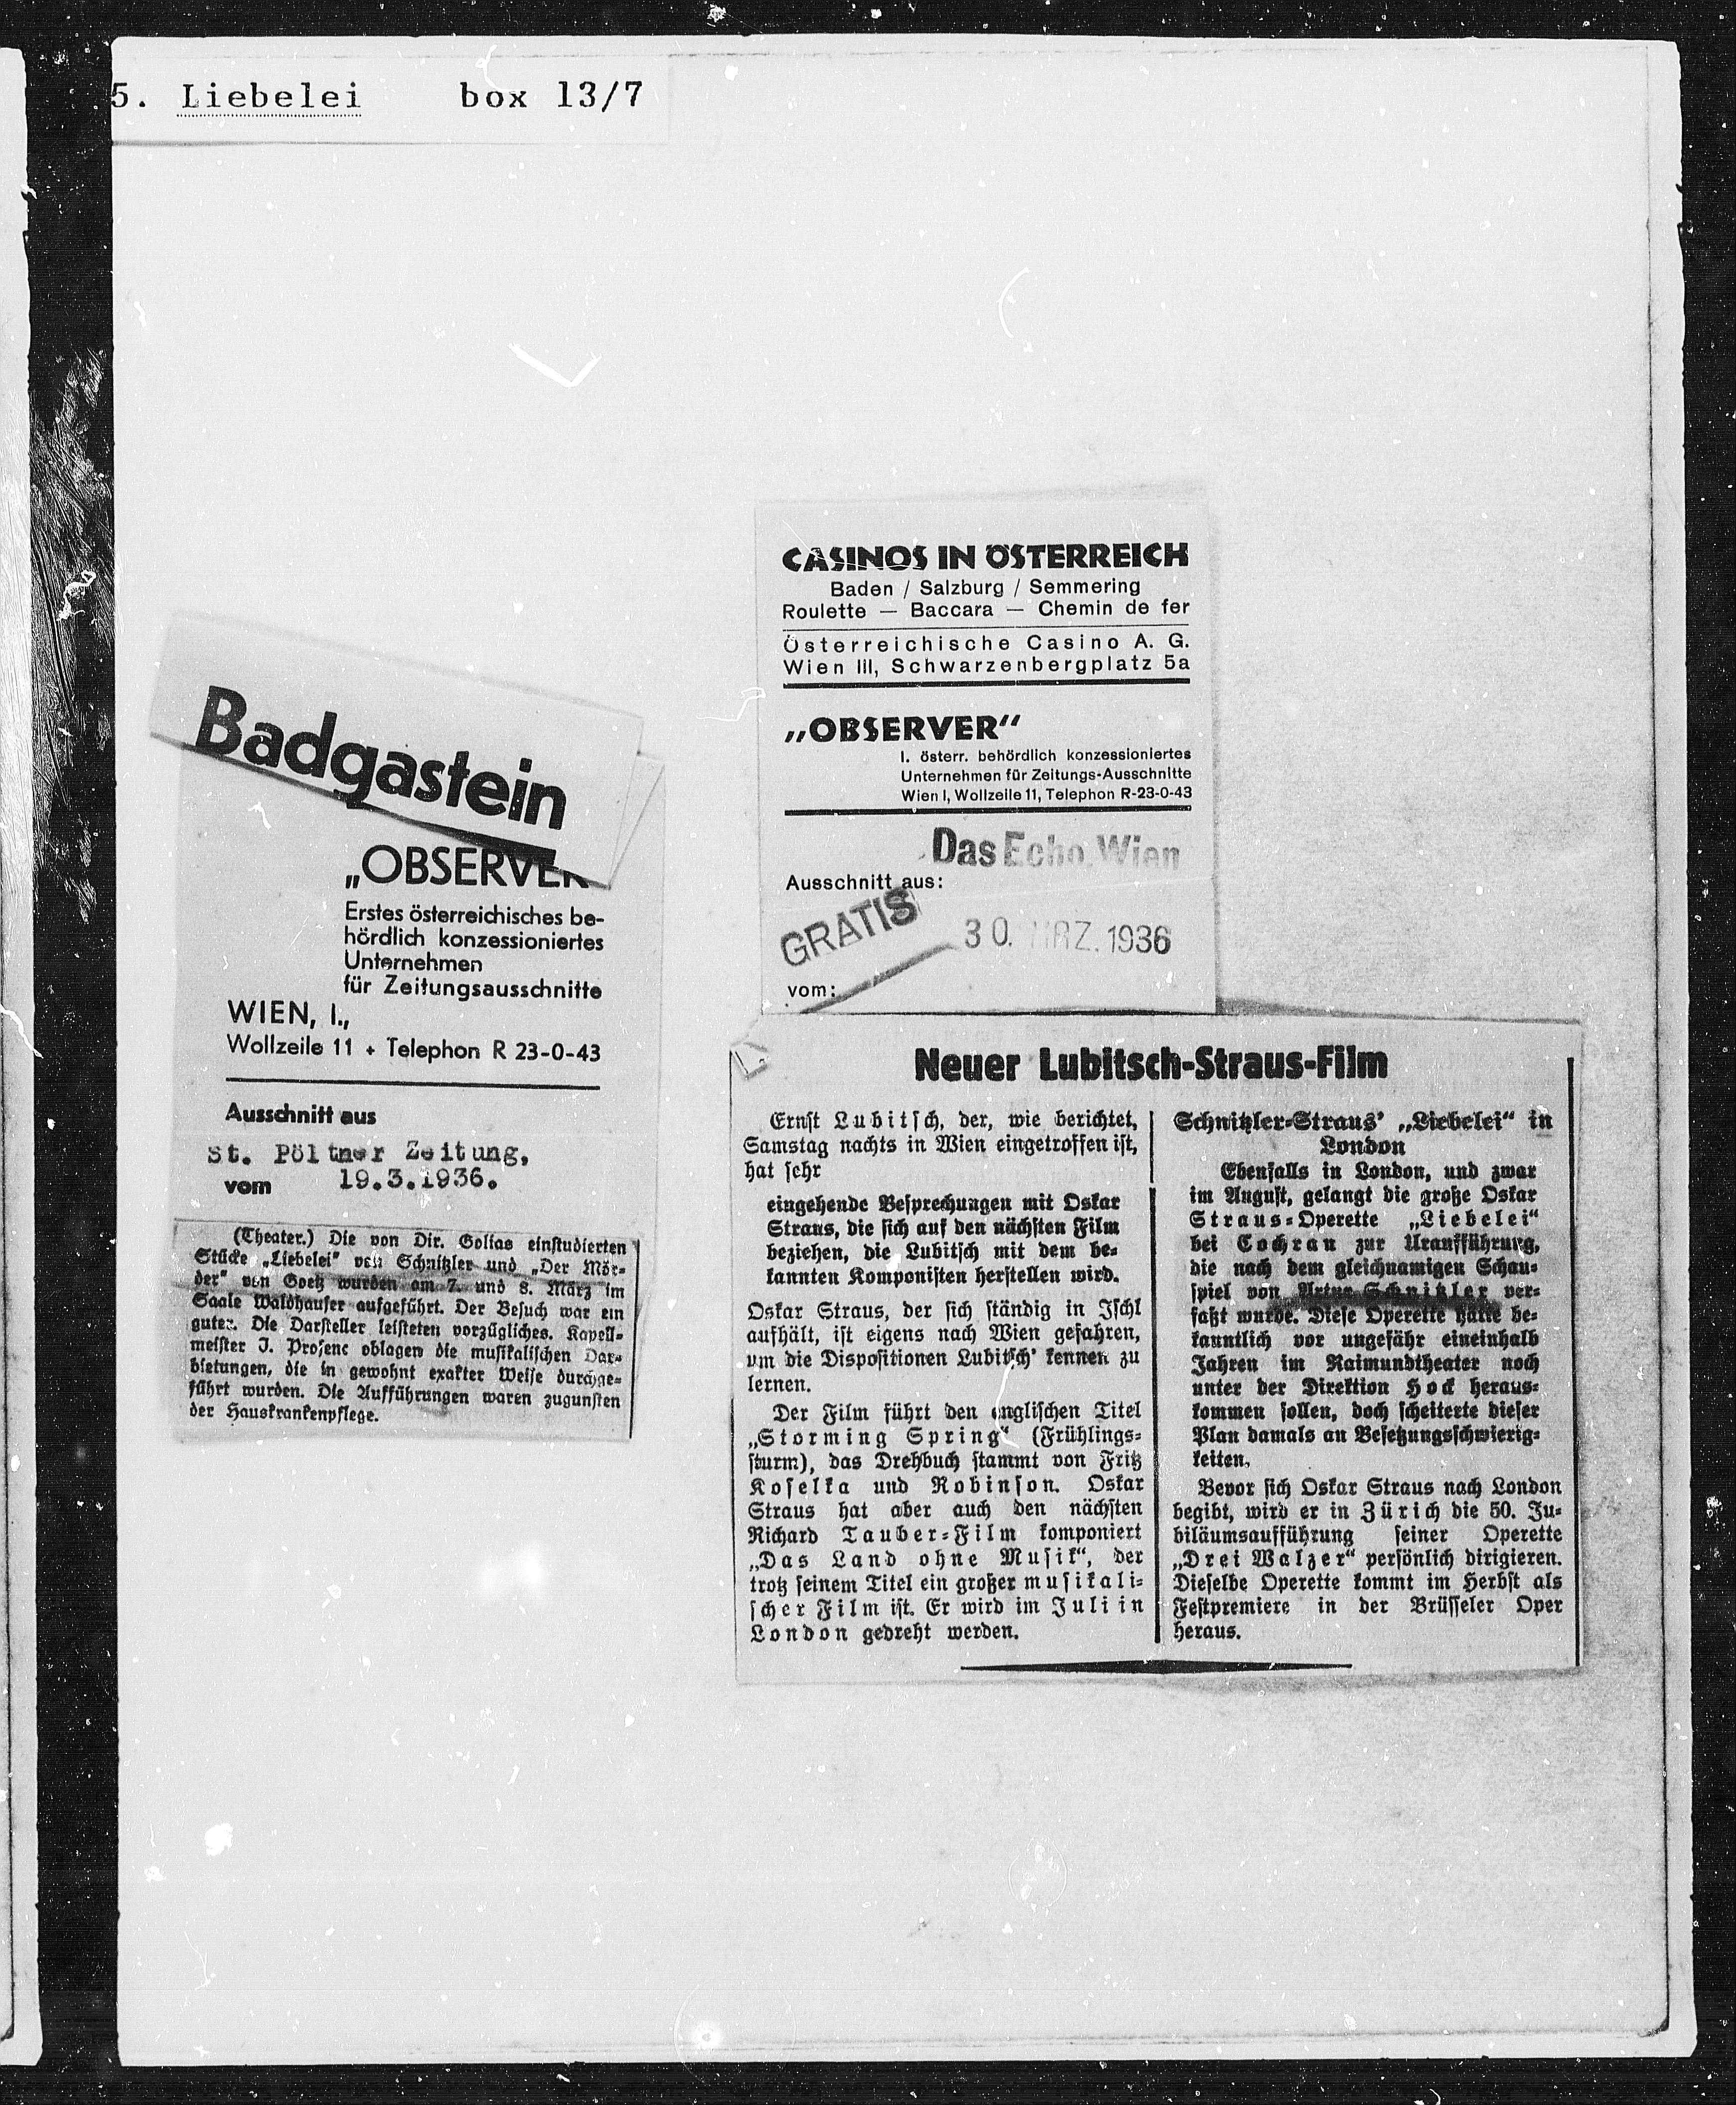 5. Liebelei box 13/7
Badgastein
„OBSERVER
Erstes österreichisches be-
hördlich konzessioniertes
Unternehmen
für Zeitungsausschnitte
WIEN, I.,
Wollzeile 11 + Telephon R 23-0-43
Ausschnitt aus
St. Pöltner Zeitung,
vom 19.3.1936.
(Theater.) Die von Dir. Golias einstudierten
Stücke „Liebelei“ von Schnitzler und „Der Mör-
der“ von Goetz wurden am 7. und 8. März im
Saale Waldhauser aufgeführt. Der Besuch war ein
guter. Die Darsteller leisteten vorzügliches. Kapell-
meister J. Prosenc oblagen die musikalischen Dar-
bietungen, die in gewohnt exakter Weise durchge-
führt wurden. Die Aufführungen waren zugunsten
der Hauskrankenpflege.
CASINOS IN ÖSTERREICH
Baden / Salzburg / Semmering
Roulette — Baccara — Chemin de fer
Österreichische Casino A. G.
Wien III, Schwarzenbergplatz 5a
„OBSERVER“
I. österr. behördlich konzessioniertes
Unternehmen für Zeitungs-Ausschnitte
Wien I, Wollzeile 11, Telephon R-23-0-43
Das Echo, Wien
Ausschnitt aus:
GRATIS
30. MRZ. 1936
vom:
Neuer Lubitsch-Straus-Film
Ernst Lubitsch, der, wie berichtet,
Samstag nachts in Wien eingetroffen ist,
hat sehr
eingehende Besprechungen mit Oskar
Straus, die sich auf den nächsten Film
beziehen, die Lubitsch mit dem be-
kannten Komponisten herstellen wird.
Oskar Straus, der sich ständig in Ischl
aufhält, ist eigens nach Wien gefahren,
um die Dispositionen Lubitsch' kennen zu
lernen.
Der Film führt den englischen Titel
„Storming Spring“ (Frühlings-
sturm), das Drehbuch stammt von Fritz
Koselka und Robinson. Oskar
Straus hat aber auch den nächsten
Richard Tauber-Film komponiert
„Das Land ohne Musik“, der
trotz seinem Titel ein großer musikali-
scher Film ist. Er wird im Juli in
London gedreht werden.
Schnitzler-Straus' „Liebelei“ in
London
Ebenfalls in London, und zwar
im August, gelangt die große Oskar
Straus-Operette „Liebelei“
bei Cochran zur Uraufführung,
die nach dem gleichnamigen Schau-
spiel von Artur Schnitzler ver-
faßt wurde. Diese Operette hätte be-
kanntlich vor ungefähr eineinhalb
Jahren im Raimundtheater noch
unter der Direktion Hock heraus-
kommen sollen, doch scheiterte dieser
Plan damals an Besetzungsschwierig-
keiten.
Bevor sich Oskar Straus nach London
begibt, wird er in Zürich die 50. Ju-
biläumsaufführung seiner Operette
„Drei Walzer“ persönlich dirigieren.
Dieselbe Operette kommt im Herbst als
Festpremiere in der Brüsseler Oper
heraus.